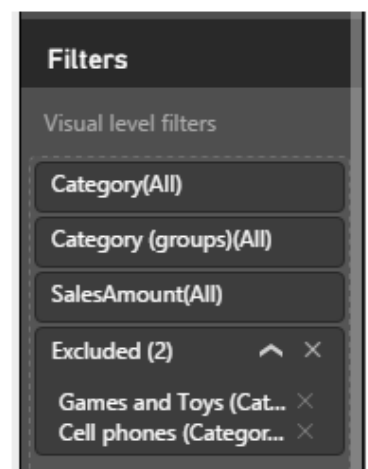 Filters
Visual level filters
Category(All)
Category (groups)(All)
SalesAmount(All)
Excluded (2)
Games and Toys (Cat...
Cell phones (Categor...